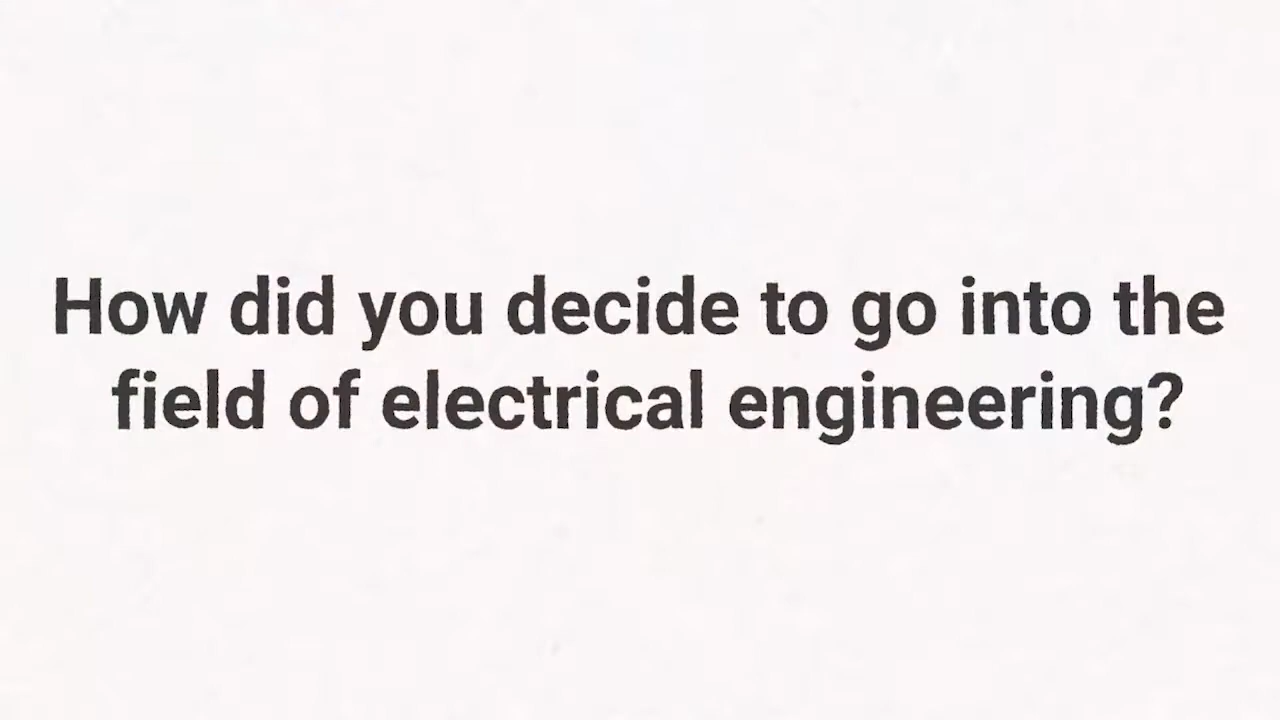 How did you decide to go into the
field of electrical engineering?